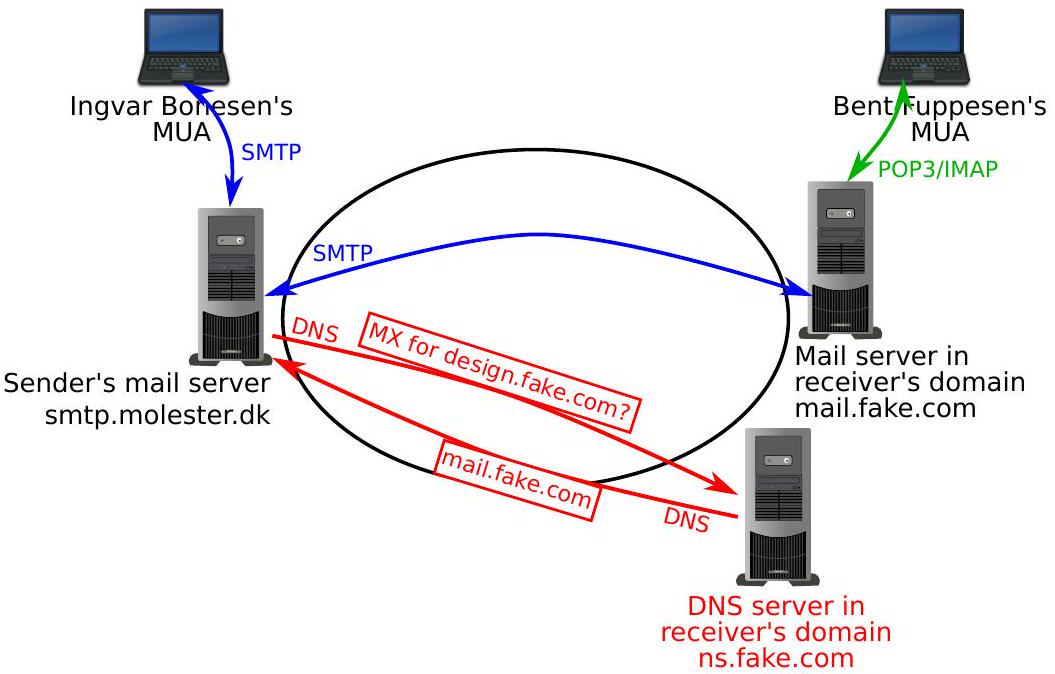 Ingvar Bonesen's
MUA
Bent Fuppesen's
MUA
SMTP
POP3/IMAP
SMTP
DNS
MX for design.fake.com?
Mail server in
receiver's domain
mail.fake.com
Sender's mail server
smtp.molester.dk
mail.fake.com
DNS
DNS server in
receiver's domain
ns.fake.com